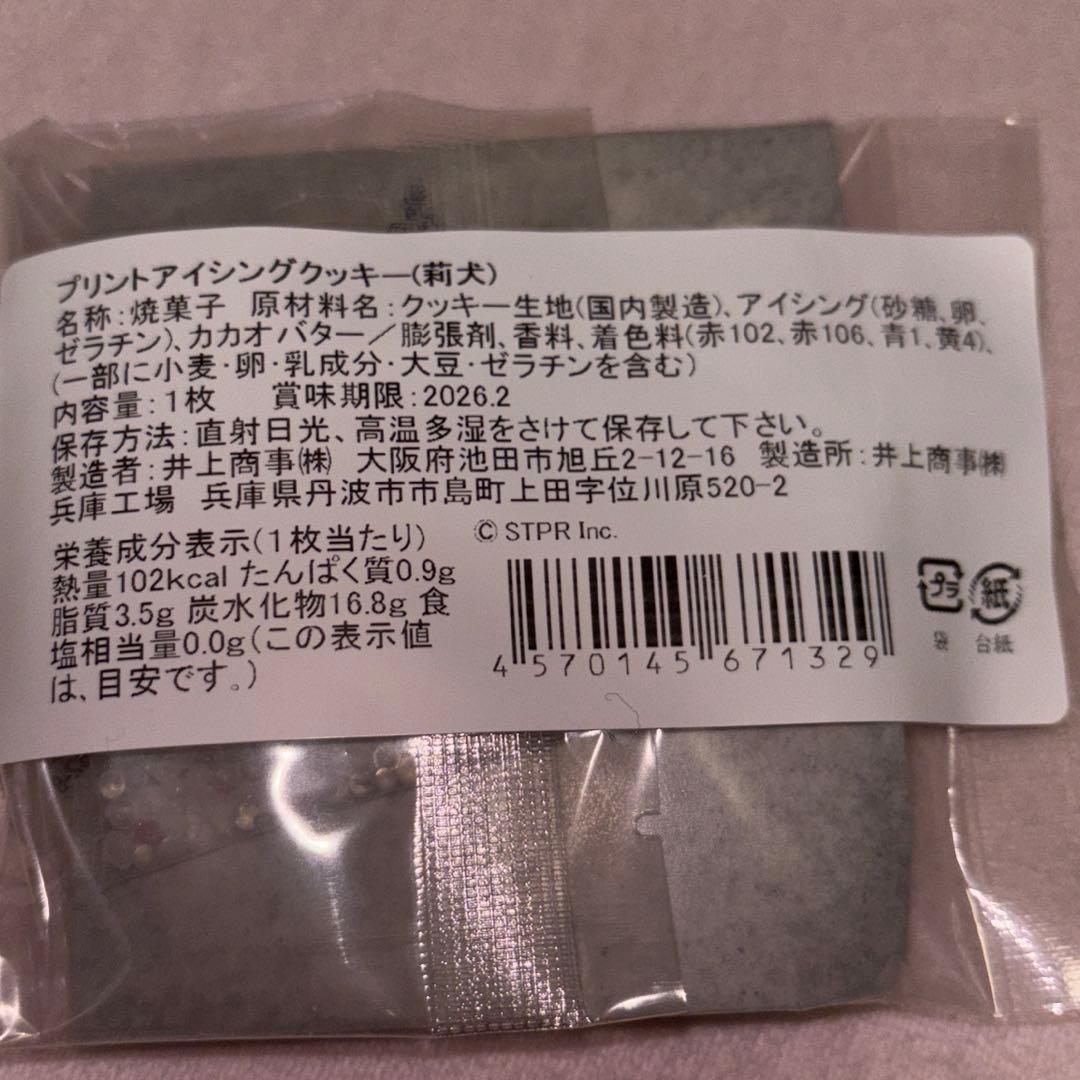 プリントアイシングクッキー(莉犬)
名称:焼菓子 原材料名:クッキー生地(国内製造)、アイシング(砂糖、卵、
ゼラチン)、カカオバター/膨張剤、香料、着色料(赤102、赤106、青1、黄4)、
(一部に小麦・卵・乳成分・大豆・ゼラチンを含む)
内容量:1枚 賞味期限:2026.2
保存方法:直射日光、高温多湿をさけて保存して下さい。
製造者:井上商事㈱ 大阪府池田市旭丘2-12-16 製造所:井上商事㈱
兵庫工場 兵庫県丹波市市島町上田字位川原520-2
栄養成分表示(1枚当たり)
熱量102kcal たんぱく質0.9g
脂質3.5g 炭水化物16.8g 食
塩相当量0.0g(この表示値
は、目安です。)
© STPR Inc.
4570145671329
プラ
袋
紙
台紙